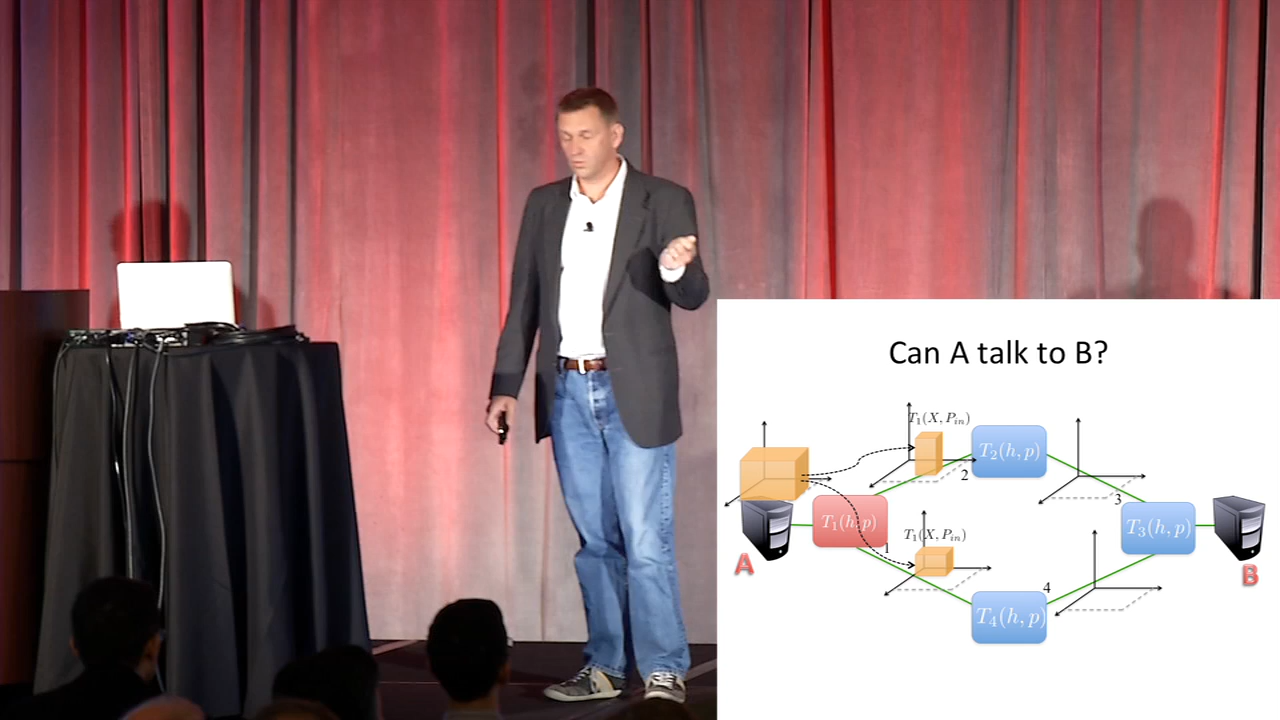 Can A talk to B?
T₁(X, Pᵢₙ)
T₂(h, p)
2
3
T₁(h, p)
T₃(h, p)
A
T₁(X, Pᵢₙ)
1
B
4
T₄(h, p)